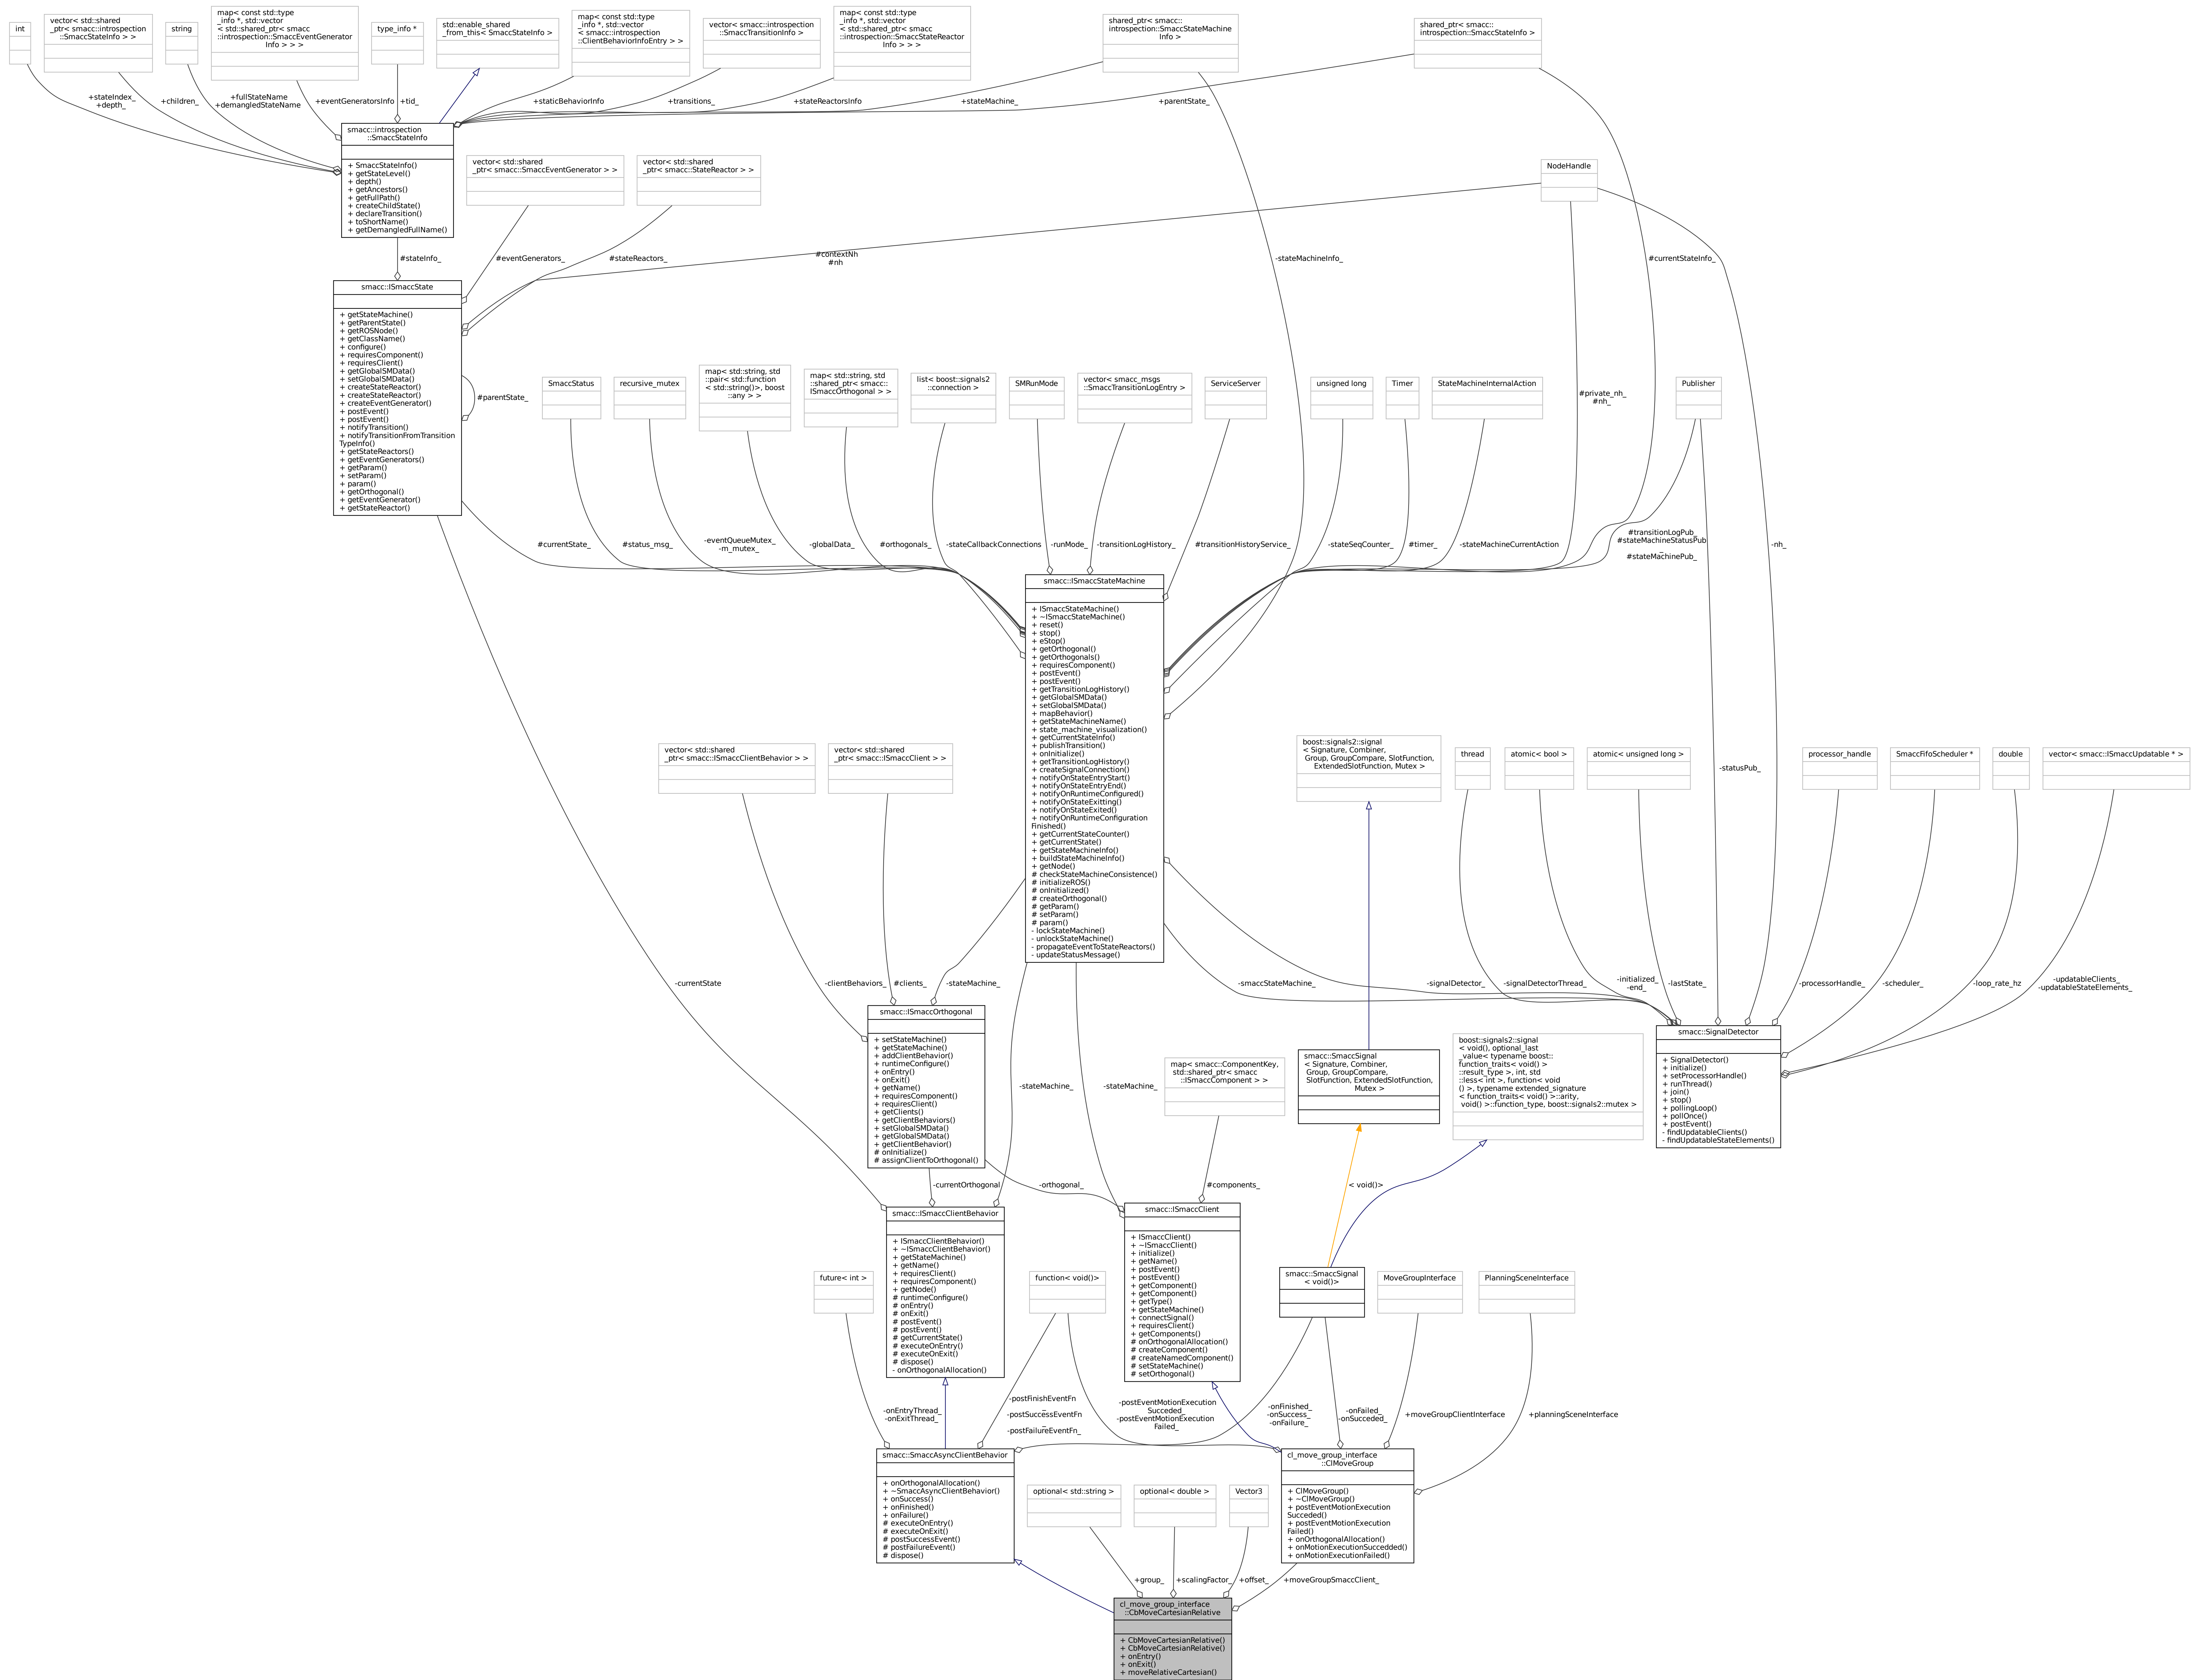 int
vector< std::shared
_ptr< smacc::introspection
::SmaccStateInfo > >
string
map< const std::type
_info *, std::vector
< std::shared_ptr< smacc
::introspection::SmaccEventGenerator
Info > > >
type_info *
std::enable_shared
_from_this< SmaccStateInfo >
map< const std::type
_info *, std::vector
< smacc::introspection
::ClientBehaviorInfoEntry > >
vector< smacc::introspection
::SmaccTransitionInfo >
map< const std::type
_info *, std::vector
< std::shared_ptr< smacc
::introspection::SmaccStateReactor
Info > > >
shared_ptr< smacc::
introspection::SmaccStateMachine
Info >
shared_ptr< smacc::
introspection::SmaccStateInfo >
+stateIndex_
+depth_
+children_
+fullStateName
+demangledStateName
+eventGeneratorsInfo
+tid_
+staticBehaviorInfo
+transitions_
+stateReactorsInfo
+stateMachine_
+parentState_
smacc::introspection
::SmaccStateInfo
+ SmaccStateInfo()
+ getStateLevel()
+ depth()
+ getAncestors()
+ getFullPath()
+ createChildState()
+ declareTransition()
+ toShortName()
+ getDemangledFullName()
vector< std::shared
_ptr< smacc::SmaccEventGenerator > >
vector< std::shared
_ptr< smacc::StateReactor > >
NodeHandle
#stateInfo_
#eventGenerators_
#stateReactors_
#contextNh
#nh
-stateMachineInfo_
#currentStateInfo_
smacc::ISmaccState
+ getStateMachine()
+ getParentState()
+ getROSNode()
+ getClassName()
+ configure()
+ requiresComponent()
+ requiresClient()
+ getGlobalSMData()
+ setGlobalSMData()
+ createStateReactor()
+ createStateReactor()
+ createEventGenerator()
+ postEvent()
+ postEvent()
+ notifyTransition()
+ notifyTransitionFromTransition
TypeInfo()
+ getStateReactors()
+ getEventGenerators()
+ getParam()
+ setParam()
+ param()
+ getOrthogonal()
+ getEventGenerator()
+ getStateReactor()
#parentState_
SmaccStatus
recursive_mutex
map< std::string, std
::pair< std::function
< std::string()>, boost
::any > >
map< std::string, std
::shared_ptr< smacc::
ISmaccOrthogonal > >
list< boost::signals2
::connection >
SMRunMode
vector< smacc_msgs
::SmaccTransitionLogEntry >
ServiceServer
unsigned long
Timer
StateMachineInternalAction
#private_nh_
#nh_
Publisher
#currentState_
#status_msg_
-eventQueueMutex_
-m_mutex_
-globalData_
#orthogonals_
-stateCallbackConnections
-runMode_
-transitionLogHistory_
#transitionHistoryService_
-stateSeqCounter_
#timer_
-stateMachineCurrentAction
#transitionLogPub_
#stateMachineStatusPub
_
#stateMachinePub_
-nh_
smacc::ISmaccStateMachine
+ ISmaccStateMachine()
+ ~ISmaccStateMachine()
+ reset()
+ stop()
+ eStop()
+ getOrthogonal()
+ getOrthogonals()
+ requiresComponent()
+ postEvent()
+ postEvent()
+ getTransitionLogHistory()
+ getGlobalSMData()
+ setGlobalSMData()
+ mapBehavior()
+ getStateMachineName()
+ state_machine_visualization()
+ getCurrentStateInfo()
+ publishTransition()
+ onInitialize()
+ getTransitionLogHistory()
+ createSignalConnection()
+ notifyOnStateEntryStart()
+ notifyOnStateEntryEnd()
+ notifyOnRuntimeConfigured()
+ notifyOnStateExitting()
+ notifyOnStateExited()
+ notifyOnRuntimeConfiguration
Finished()
+ getCurrentStateCounter()
+ getCurrentState()
+ getStateMachineInfo()
+ buildStateMachineInfo()
+ getNode()
# checkStateMachineConsistence()
# initializeROS()
# onInitialized()
# createOrthogonal()
# getParam()
# setParam()
# param()
- lockStateMachine()
- unlockStateMachine()
- propagateEventToStateReactors()
- updateStatusMessage()
vector< std::shared
_ptr< smacc::ISmaccClientBehavior > >
vector< std::shared
_ptr< smacc::ISmaccClient > >
boost::signals2::signal
< Signature, Combiner,
Group, GroupCompare, SlotFunction,
ExtendedSlotFunction, Mutex >
thread
atomic< bool >
atomic< unsigned long >
-statusPub_
processor_handle
SmaccFifoScheduler *
double
vector< smacc::ISmaccUpdatable * >
-currentState
-clientBehaviors_
#clients_
-stateMachine_
-smaccStateMachine_
-signalDetector_
-signalDetectorThread_
-initialized_
-end_
-lastState_
-processorHandle_
-scheduler_
-loop_rate_hz
-updatableClients_
-updatableStateElements_
smacc::ISmaccOrthogonal
+ setStateMachine()
+ getStateMachine()
+ addClientBehavior()
+ runtimeConfigure()
+ onEntry()
+ onExit()
+ getName()
+ requiresComponent()
+ requiresClient()
+ getClients()
+ getClientBehaviors()
+ setGlobalSMData()
+ getGlobalSMData()
+ getClientBehavior()
# onInitialize()
# assignClientToOrthogonal()
-stateMachine_
-stateMachine_
map< smacc::ComponentKey,
std::shared_ptr< smacc
::ISmaccComponent > >
smacc::SmaccSignal
< Signature, Combiner,
Group, GroupCompare,
SlotFunction, ExtendedSlotFunction,
Mutex >
boost::signals2::signal
< void(), optional_last
_value< typename boost::
function_traits< void() >
::result_type >, int, std
::less< int >, function< void
() >, typename extended_signature
< function_traits< void() >::arity,
void() >::function_type, boost::signals2::mutex >
smacc::SignalDetector
+ SignalDetector()
+ initialize()
+ setProcessorHandle()
+ runThread()
+ join()
+ stop()
+ pollingLoop()
+ pollOnce()
+ postEvent()
- findUpdatableClients()
- findUpdatableStateElements()
-currentOrthogonal
-orthogonal_
#components_
< void()>
smacc::ISmaccClientBehavior
+ ISmaccClientBehavior()
+ ~ISmaccClientBehavior()
+ getStateMachine()
+ getName()
+ requiresClient()
+ requiresComponent()
+ getNode()
# runtimeConfigure()
# onEntry()
# onExit()
# postEvent()
# postEvent()
# getCurrentState()
# executeOnEntry()
# executeOnExit()
# dispose()
- onOrthogonalAllocation()
smacc::ISmaccClient
+ ISmaccClient()
+ ~ISmaccClient()
+ initialize()
+ getName()
+ postEvent()
+ postEvent()
+ getComponent()
+ getComponent()
+ getType()
+ getStateMachine()
+ connectSignal()
+ requiresClient()
+ getComponents()
# onOrthogonalAllocation()
# createComponent()
# createNamedComponent()
# setStateMachine()
# setOrthogonal()
future< int >
function< void()>
smacc::SmaccSignal
< void()>
MoveGroupInterface
PlanningSceneInterface
-onEntryThread_
-onExitThread_
-postFinishEventFn
_
-postSuccessEventFn
_
-postFailureEventFn_
-postEventMotionExecution
Succeded_
-postEventMotionExecution
Failed_
-onFinished_
-onSuccess_
-onFailure_
-onFailed_
-onSucceded_
+moveGroupClientInterface
+planningSceneInterface
smacc::SmaccAsyncClientBehavior
+ onOrthogonalAllocation()
+ ~SmaccAsyncClientBehavior()
+ onSuccess()
+ onFinished()
+ onFailure()
# executeOnEntry()
# executeOnExit()
# postSuccessEvent()
# postFailureEvent()
# dispose()
optional< std::string >
optional< double >
Vector3
cl_move_group_interface
::ClMoveGroup
+ ClMoveGroup()
+ ~ClMoveGroup()
+ postEventMotionExecution
Succeded()
+ postEventMotionExecution
Failed()
+ onOrthogonalAllocation()
+ onMotionExecutionSuccedded()
+ onMotionExecutionFailed()
+group_
+scalingFactor_
+offset_
+moveGroupSmaccClient_
cl_move_group_interface
::CbMoveCartesianRelative
+ CbMoveCartesianRelative()
+ CbMoveCartesianRelative()
+ onEntry()
+ onExit()
+ moveRelativeCartesian()